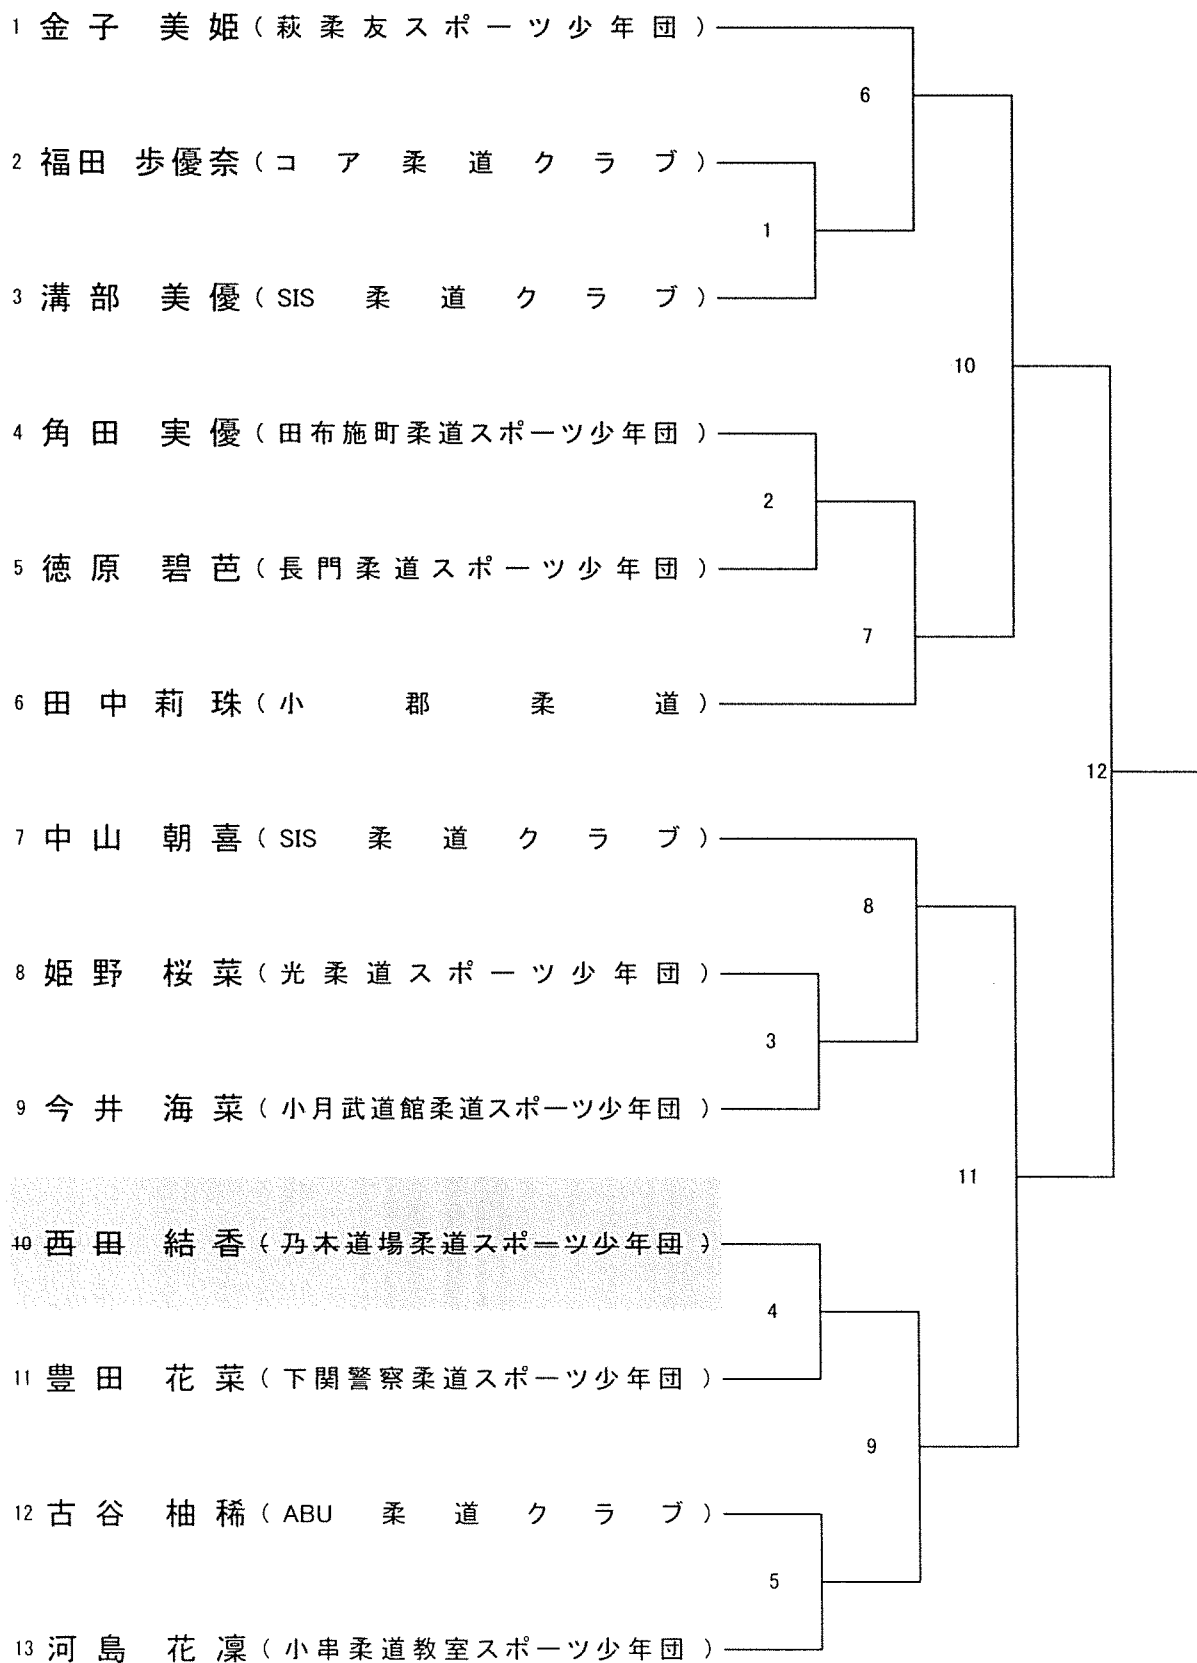 1 金子 美姫 (萩柔友スポーツ少年団)
6
2 福田 歩優奈 (コア柔道クラブ)
1
3 溝部 美優 (SIS柔道クラブ)
10
4 角田 実優 (田布施町柔道スポーツ少年団)
2
5 徳原 碧芭 (長門柔道スポーツ少年団)
7
6 田中莉珠 (小郡柔道)
12
7 中山 朝喜 (SIS柔道クラブ)
8
8 姫野 桜菜 (光柔道スポーツ少年団)
3
9 今井 海菜 (小月武道館柔道スポーツ少年団)
11
10 西田 結香 (乃木道場柔道スポーツ少年団)
4
11 豊田 花菜 (下関警察柔道スポーツ少年団)
9
12 古谷 柚稀 (ABU柔道クラブ)
5
13 河島 花凜 (小串柔道教室スポーツ少年団)